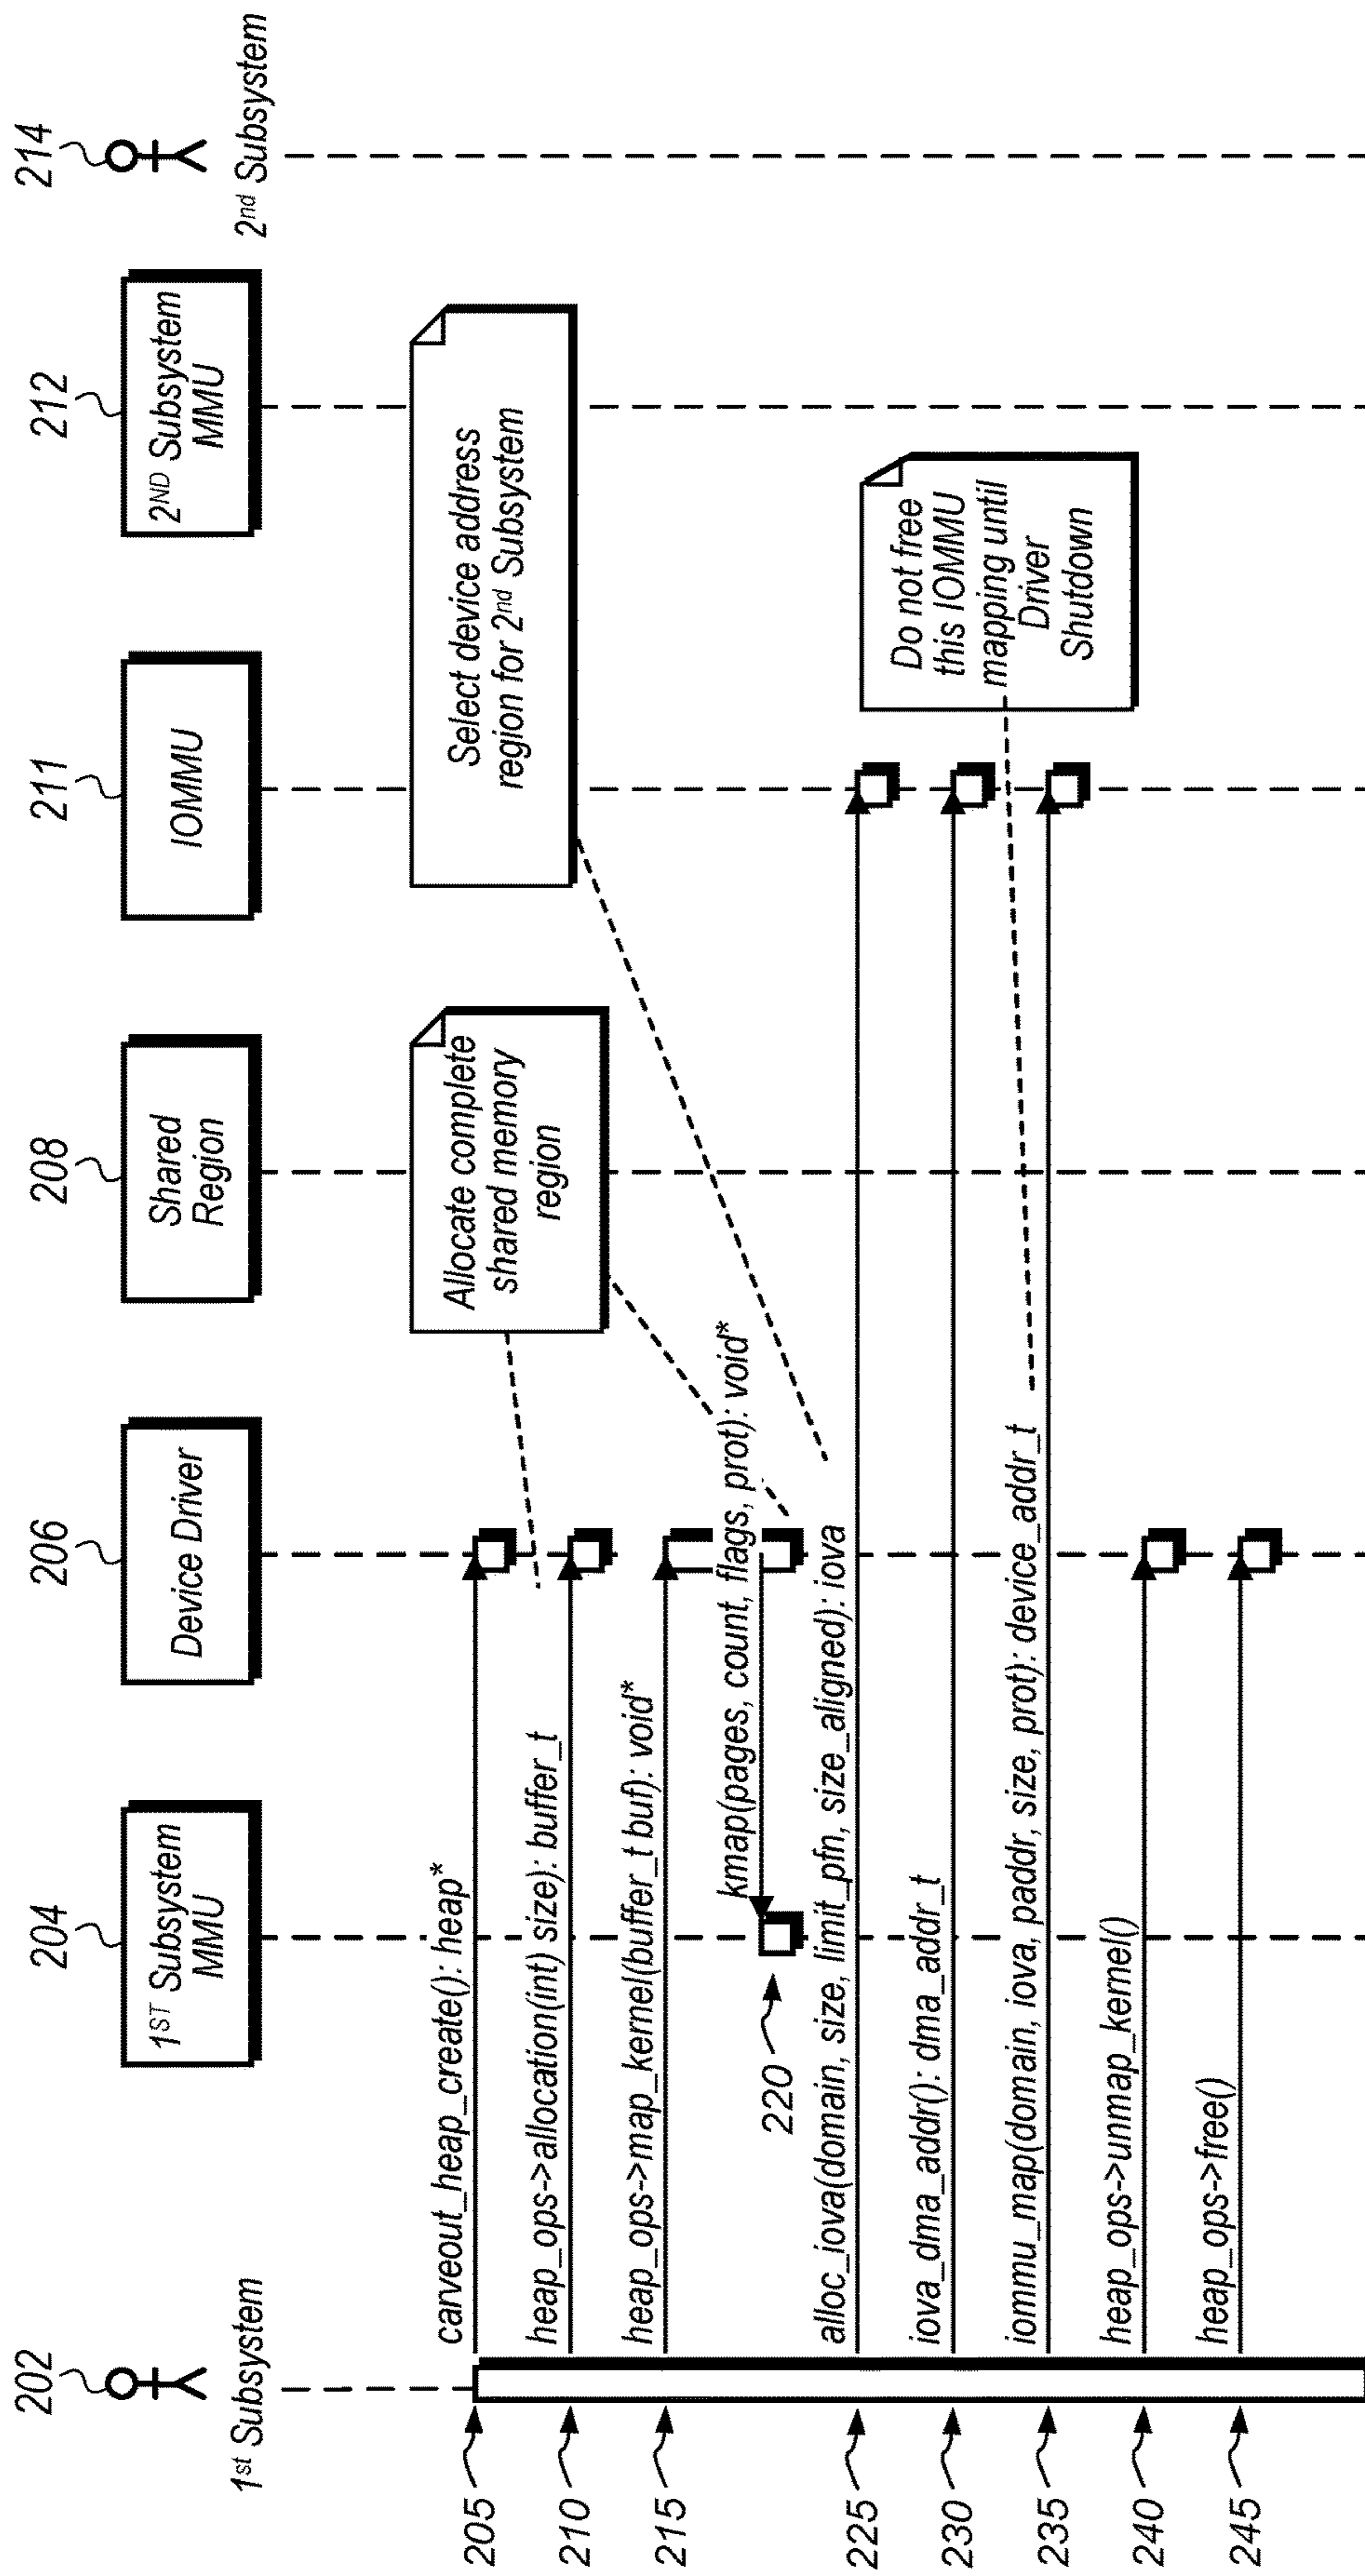 202
204
206
208
211
212
214
1st Subsystem
1ST Subsystem
MMU
Device Driver
Shared
Region
IOMMU
2ND Subsystem
MMU
2nd Subsystem
Allocate complete
shared memory
region
Select device address
region for 2nd Subsystem
205
carveout_heap_create(): heap*
210
heap_ops->allocation(int) size): buffer_t
215
heap_ops->map_kernel(buffer_t buf): void*
kmap(pages, count, flags, prot): void*
220
225
alloc_iova(domain, size, limit_pfn, size_aligned): iova
Do not free
this IOMMU
mapping until
Driver
Shutdown
230
iova_dma_addr(): dma_addr_t
235
iommu_map(domain, iova, paddr, size, prot): device_addr_t
240
heap_ops->unmap_kernel()
245
heap_ops->free()